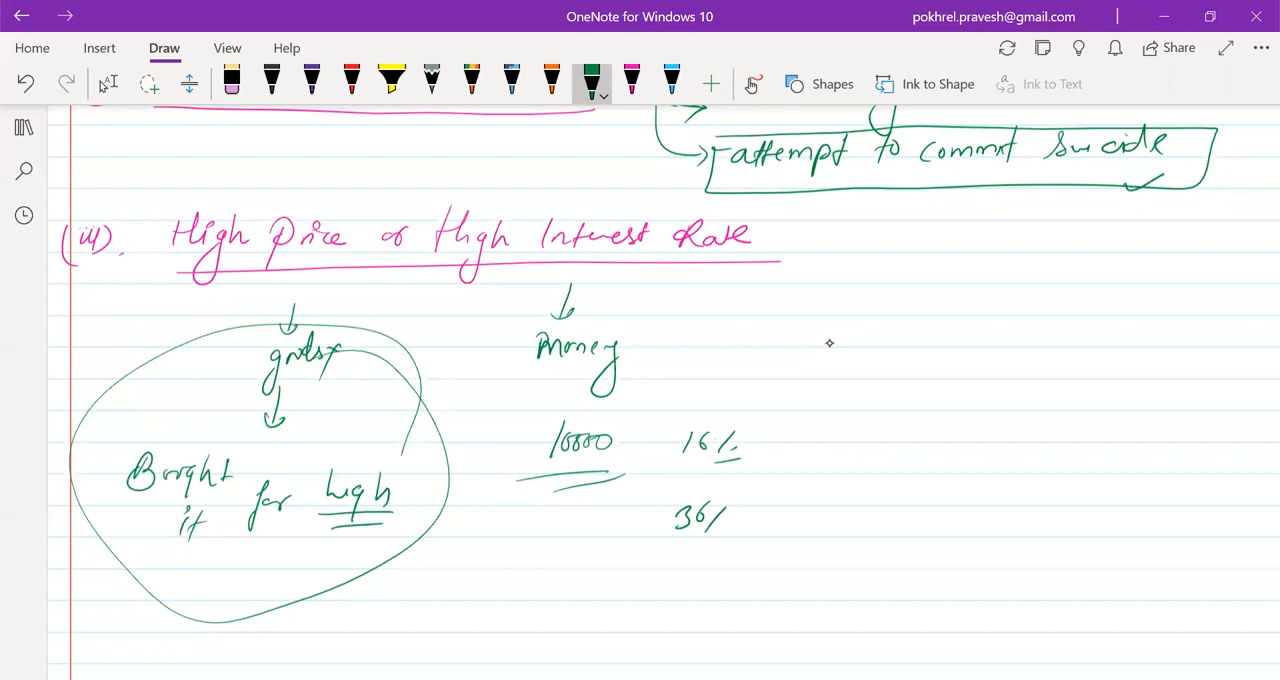 OneNote for Windows 10
pokhrel.pravesh@gmail.com
Home Insert Draw View Help
Share
Shapes Ink to Shape Ink to Text
attempt to commit suicide
(iii). High Price or High Interest Rate
goods money
10000 16%
Bought it for high
36%